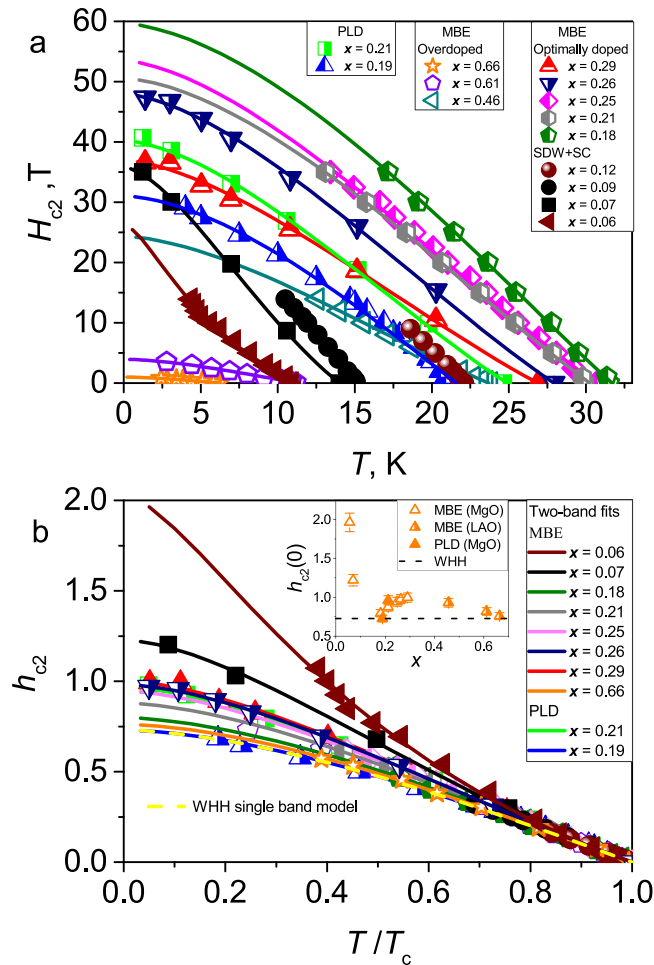 a
PLD
x = 0.21
x = 0.19
MBE
Overdoped
x = 0.66
x = 0.61
x = 0.46
MBE
Optimally doped
x = 0.29
x = 0.26
x = 0.25
x = 0.21
x = 0.18
SDW+SC
x = 0.12
x = 0.09
x = 0.07
x = 0.06
60
50
40
30
20
10
0
Hc2 ,T
0 5 10 15 20 25 30
T, K
b
2.0
1.5
1.0
0.5
0.0
hc2
MBE (MgO)
MBE (LAO)
PLD (MgO)
WHH
2.0
1.5
1.0
0.5
hc2(0)
0.0 0.2 0.4 0.6
x
Two-band fits
MBE
x = 0.06
x = 0.07
x = 0.18
x = 0.21
x = 0.25
x = 0.26
x = 0.29
x = 0.66
PLD
x = 0.21
x = 0.19
WHH single band model
0.0 0.2 0.4 0.6 0.8 1.0
T/Tc